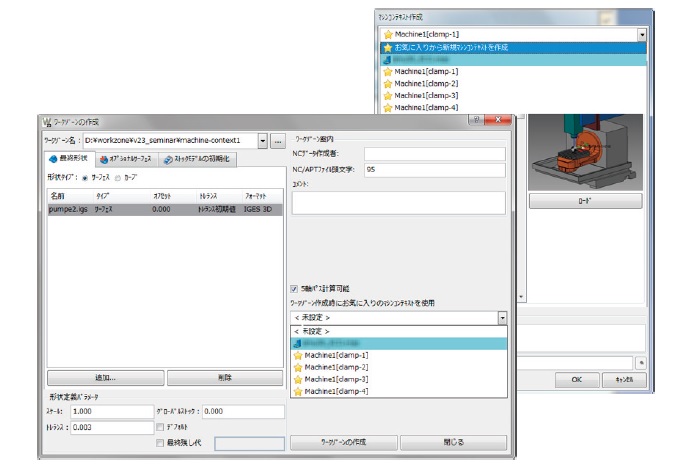 マシンコンテキスト作成
Machine1[clamp-1]
お気に入りから新規マシンコンテキストを作成
Machine1[clamp-1]
Machine1[clamp-2]
Machine1[clamp-3]
Machine1[clamp-4]
ロード
OK
キャンセル
ワークゾーンの作成
ワークゾーン名 : D:¥workzone¥v23_seminar¥machine-context1
...
最終形状
オプショナルサーフェス
ストックモデルの初期化
形状タイプ: サーフェス カーブ
名前 タイプ オフセット トレランス フォーマット
pumpe2.igs サーフェス 0.000 トレランス初期値 IGES 3D
追加...
削除
形状定義パラメータ
スケール: 1.000
グローバルストック : 0.000
トレランス : 0.003
デフォルト
最終残し代
ワークゾーン案内
NCデータ作成者:
NC/APTファイル頭文字: 95
コメント:
5軸パス計算可能
ワークゾーン作成時にお気に入りのマシンコンテキストを使用
< 未設定 >
< 未設定 >
Machine1[clamp-1]
Machine1[clamp-2]
Machine1[clamp-3]
Machine1[clamp-4]
ワークゾーンの作成
閉じる